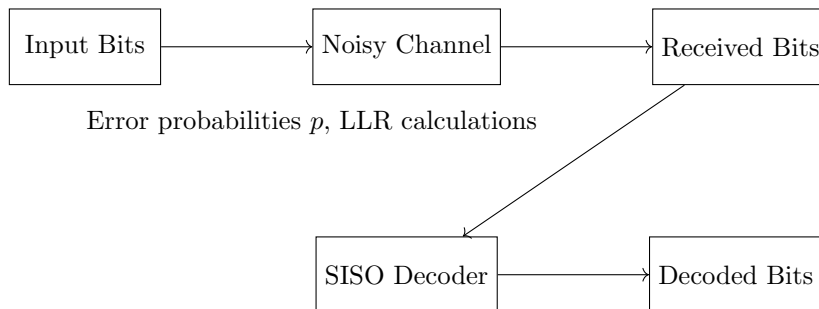 Input Bits
Noisy Channel
Received Bits
Error probabilities p, LLR calculations
SISO Decoder
Decoded Bits